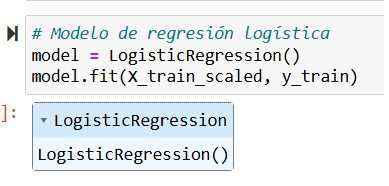 # Modelo de regresión logística
model = LogisticRegression()
model.fit(X_train_scaled, y_train)
]:
LogisticRegression
LogisticRegression()